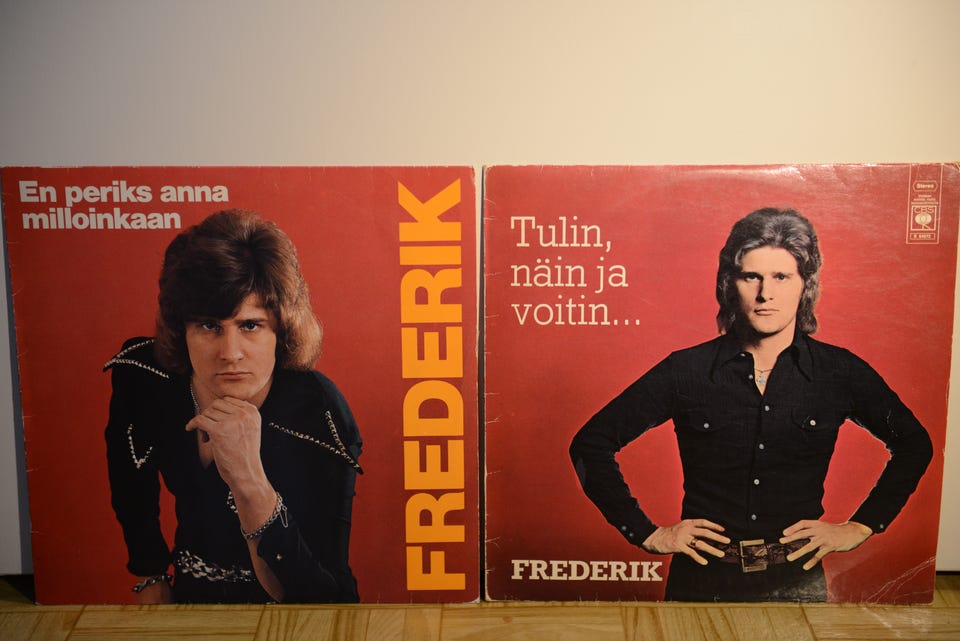 En periks anna
milloinkaan
FREDERIK
Tulin,
näin ja
voitin...
FREDERIK
Stereo
CBS